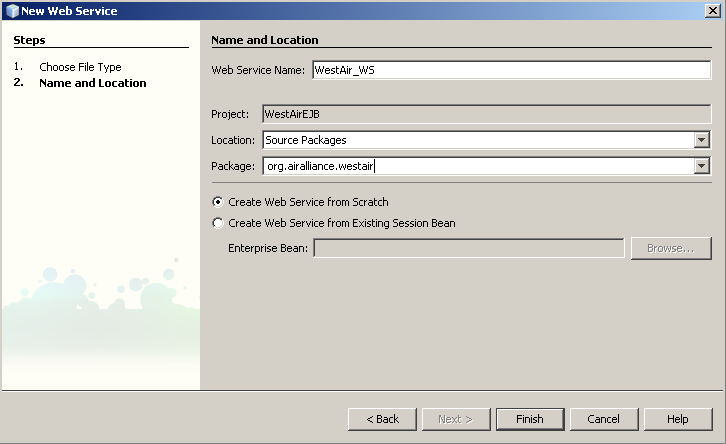 New Web Service
Steps
1. Choose File Type
2. Name and Location
Name and Location
Web Service Name: WestAir_WS
Project: WestAirEJB
Location: Source Packages
Package: org.airalliance.westair
Create Web Service from Scratch
Create Web Service from Existing Session Bean
Enterprise Bean: Browse...
< Back Next > Finish Cancel Help